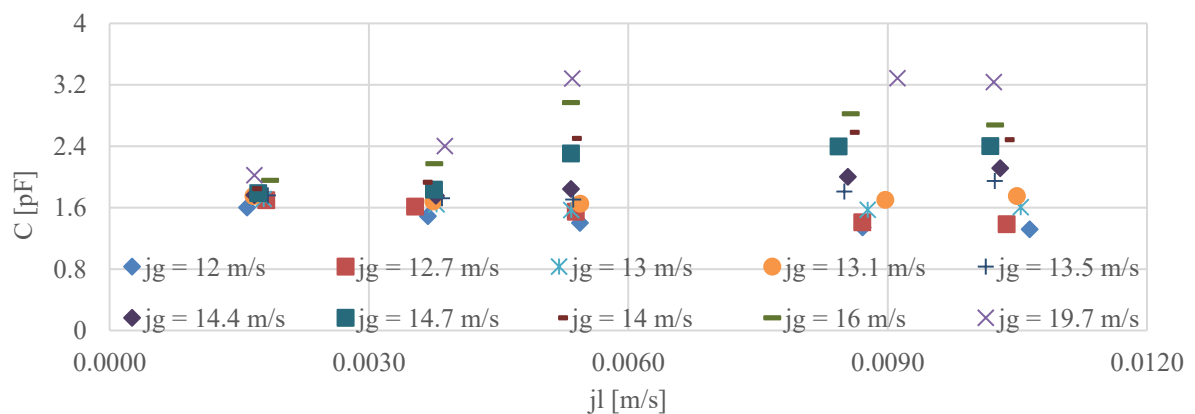 4
3.2
2.4
1.6
0.8
0
C [pF]
jg = 12 m/s
jg = 12.7 m/s
jg = 13 m/s
jg = 13.1 m/s
jg = 13.5 m/s
jg = 14.4 m/s
jg = 14.7 m/s
jg = 14 m/s
jg = 16 m/s
jg = 19.7 m/s
0.0000
0.0030
0.0060
0.0090
0.0120
jl [m/s]